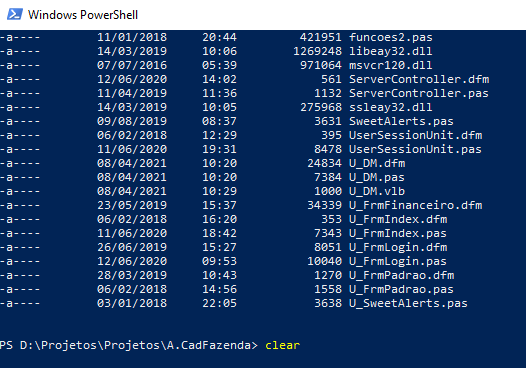 Windows PowerShell
-a---- 11/01/2018 20:44 421951 funcoes2.pas
-a---- 14/03/2019 10:06 1269248 libeay32.dll
-a---- 07/07/2016 05:39 971064 msvcr120.dll
-a---- 12/06/2020 14:02 561 ServerController.dfm
-a---- 11/04/2019 11:36 1132 ServerController.pas
-a---- 14/03/2019 10:05 275968 ssleay32.dll
-a---- 09/08/2019 08:37 3631 SweetAlerts.pas
-a---- 06/02/2018 12:29 395 UserSessionUnit.dfm
-a---- 11/06/2020 19:31 8478 UserSessionUnit.pas
-a---- 08/04/2021 10:20 24834 U_DM.dfm
-a---- 08/04/2021 10:20 7384 U_DM.pas
-a---- 08/04/2021 10:29 1000 U_DM.vlb
-a---- 23/05/2019 15:37 34339 U_FrmFinanceiro.dfm
-a---- 06/02/2018 16:20 353 U_FrmIndex.dfm
-a---- 11/06/2020 18:42 7343 U_FrmIndex.pas
-a---- 26/06/2019 15:27 8051 U_FrmLogin.dfm
-a---- 12/06/2020 09:53 10040 U_FrmLogin.pas
-a---- 28/03/2019 10:43 1270 U_FrmPadrao.dfm
-a---- 06/02/2018 14:56 1558 U_FrmPadrao.pas
-a---- 03/01/2018 22:05 3638 U_SweetAlerts.pas
PS D:\Projetos\Projetos\A.CadFazenda> clear